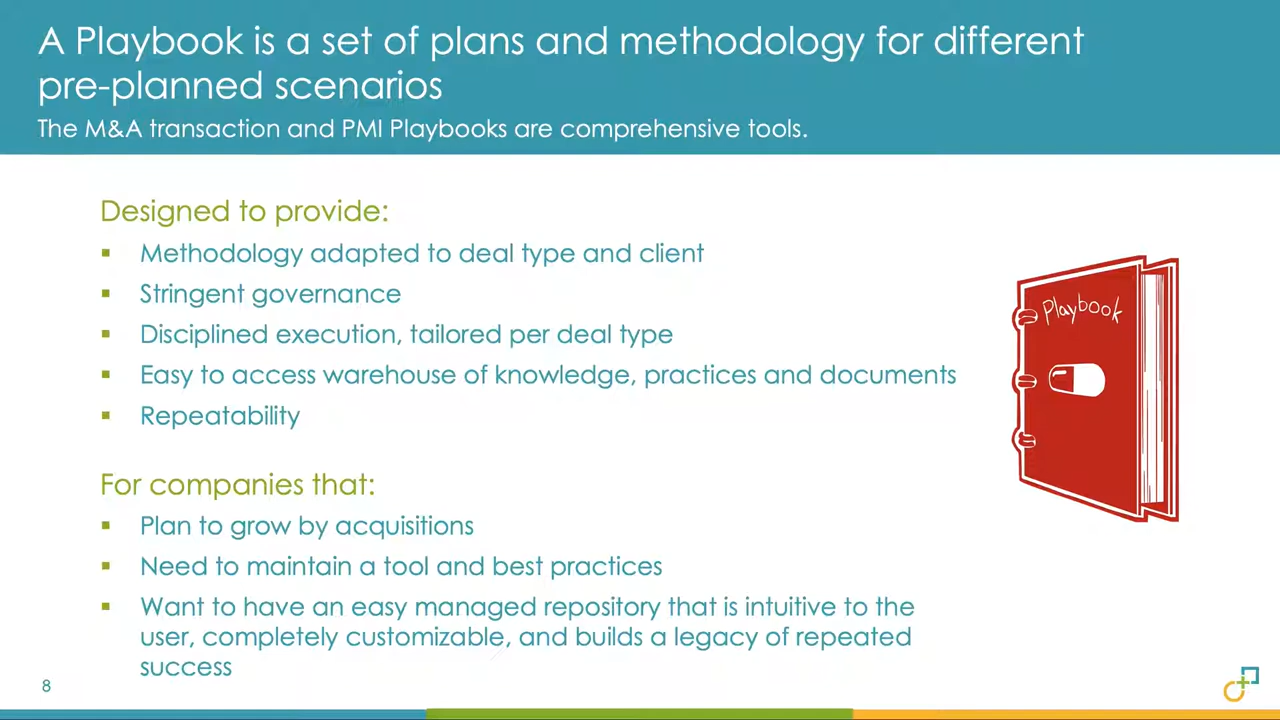 A Playbook is a set of plans and methodology for different
pre-planned scenarios
The M&A transaction and PMI Playbooks are comprehensive tools.
Designed to provide:
▪ Methodology adapted to deal type and client
▪ Stringent governance
▪ Disciplined execution, tailored per deal type
▪ Easy to access warehouse of knowledge, practices and documents
▪ Repeatability
Playbook
For companies that:
▪ Plan to grow by acquisitions
▪ Need to maintain a tool and best practices
▪ Want to have an easy managed repository that is intuitive to the
user, completely customizable, and builds a legacy of repeated
success
8